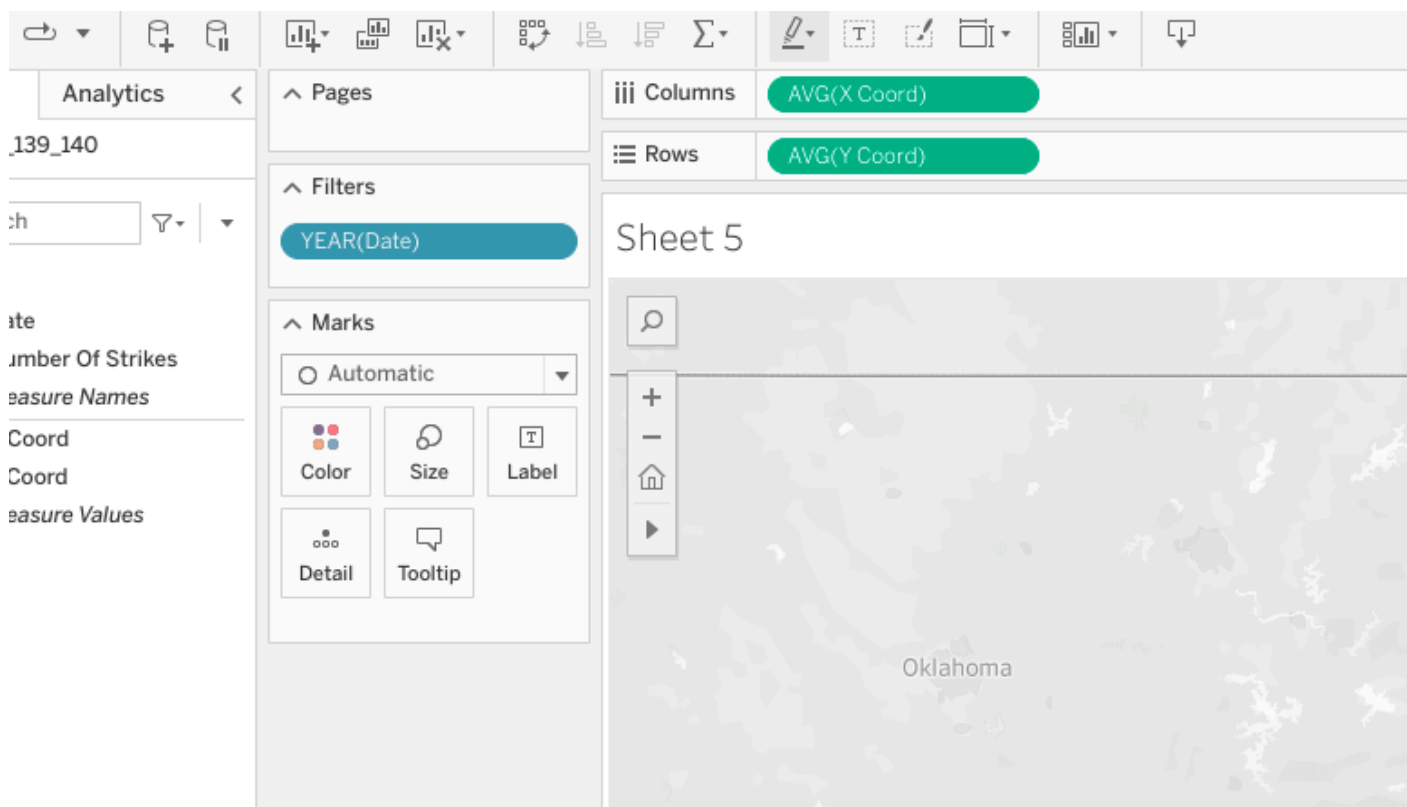 Analytics
Pages
Columns
AVG(X Coord)
_139_140
Rows
AVG(Y Coord)
Filters
YEAR(Date)
ch
Sheet 5
ate
umber Of Strikes
easure Names
Coord
Coord
easure Values
Marks
Automatic
Color
Size
T
Label
Detail
Tooltip
Oklahoma